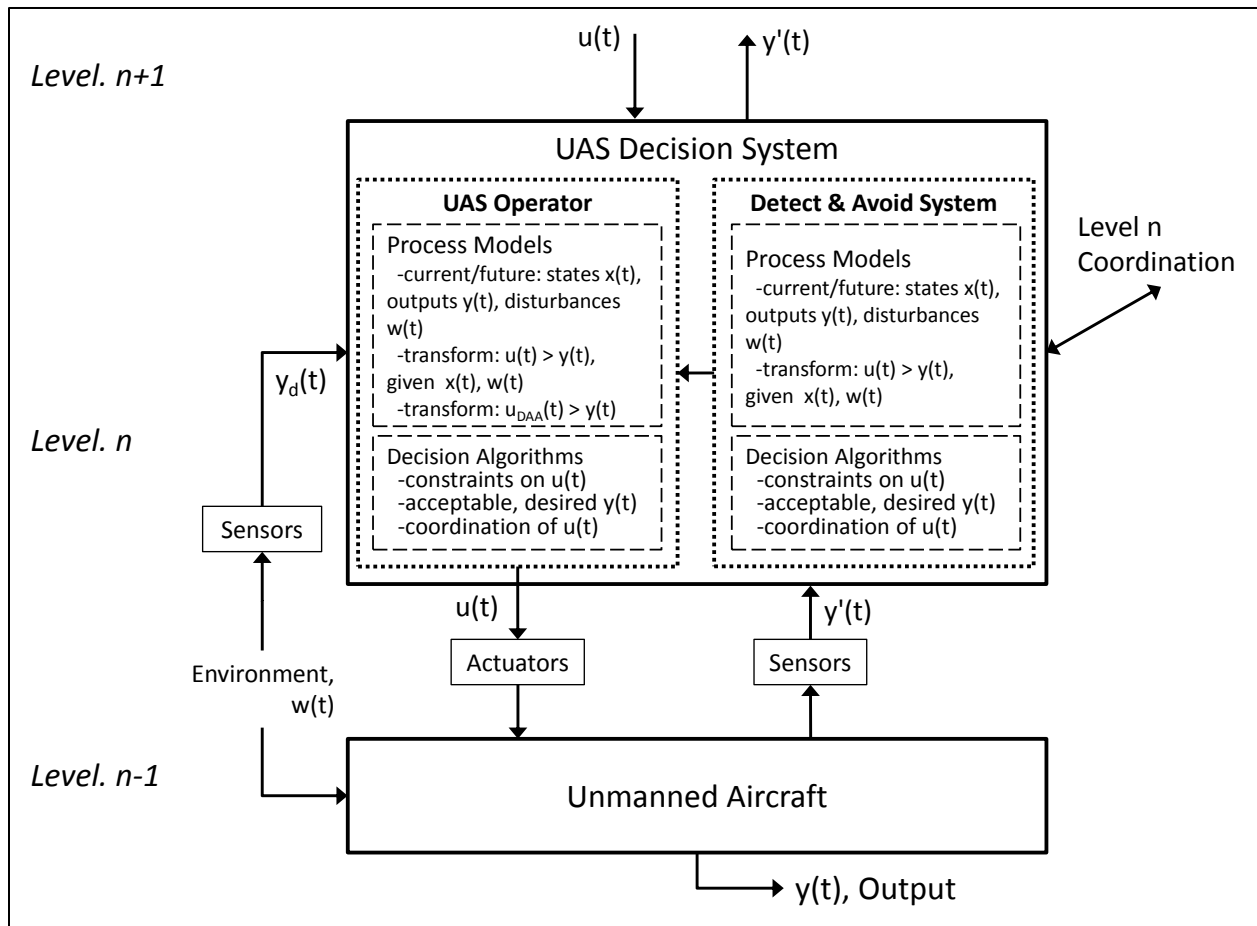 u(t)
y'(t)
Level. n+1
UAS Decision System
UAS Operator
Process Models
-current/future: states x(t),
outputs y(t), disturbances
w(t)
-transform: u(t) > y(t),
given x(t), w(t)
-transform: u_DAA(t) > y(t)
Decision Algorithms
-constraints on u(t)
-acceptable, desired y(t)
-coordination of u(t)
Detect & Avoid System
Process Models
-current/future: states x(t),
outputs y(t), disturbances
w(t)
-transform: u(t) > y(t),
given x(t), w(t)
Decision Algorithms
-constraints on u(t)
-acceptable, desired y(t)
-coordination of u(t)
Level n
Coordination
y_d(t)
Level. n
Sensors
u(t)
y'(t)
Actuators
Sensors
Environment,
w(t)
Level. n-1
Unmanned Aircraft
y(t), Output